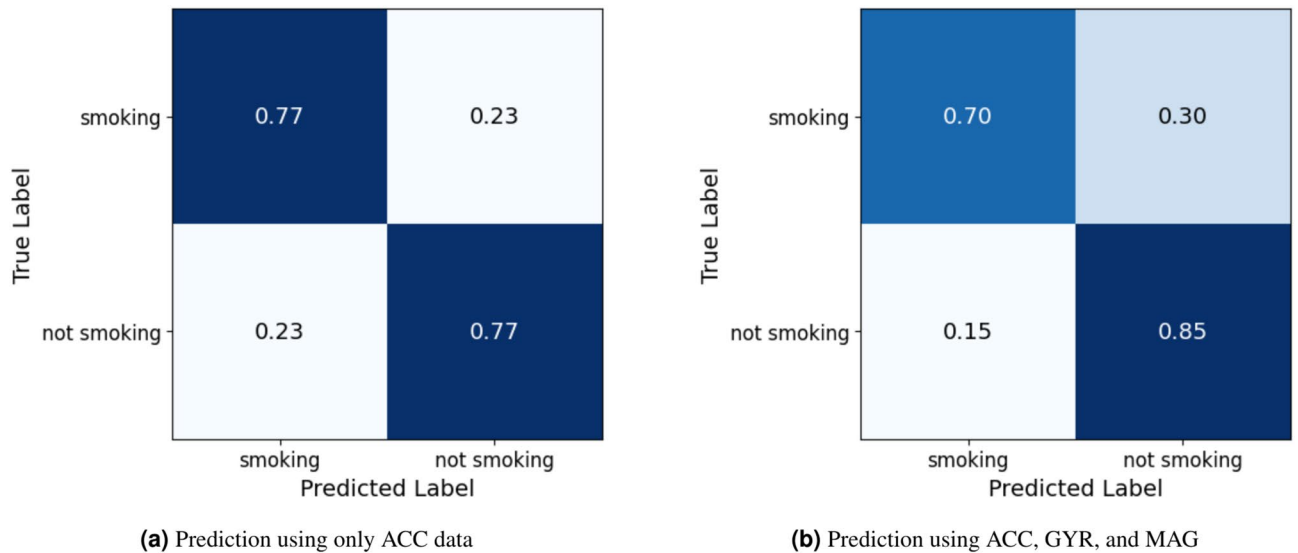 smoking
0.77
0.23
not smoking
0.23
0.77
True Label
smoking
not smoking
Predicted Label
(a) Prediction using only ACC data
smoking
0.70
0.30
not smoking
0.15
0.85
True Label
smoking
not smoking
Predicted Label
(b) Prediction using ACC, GYR, and MAG